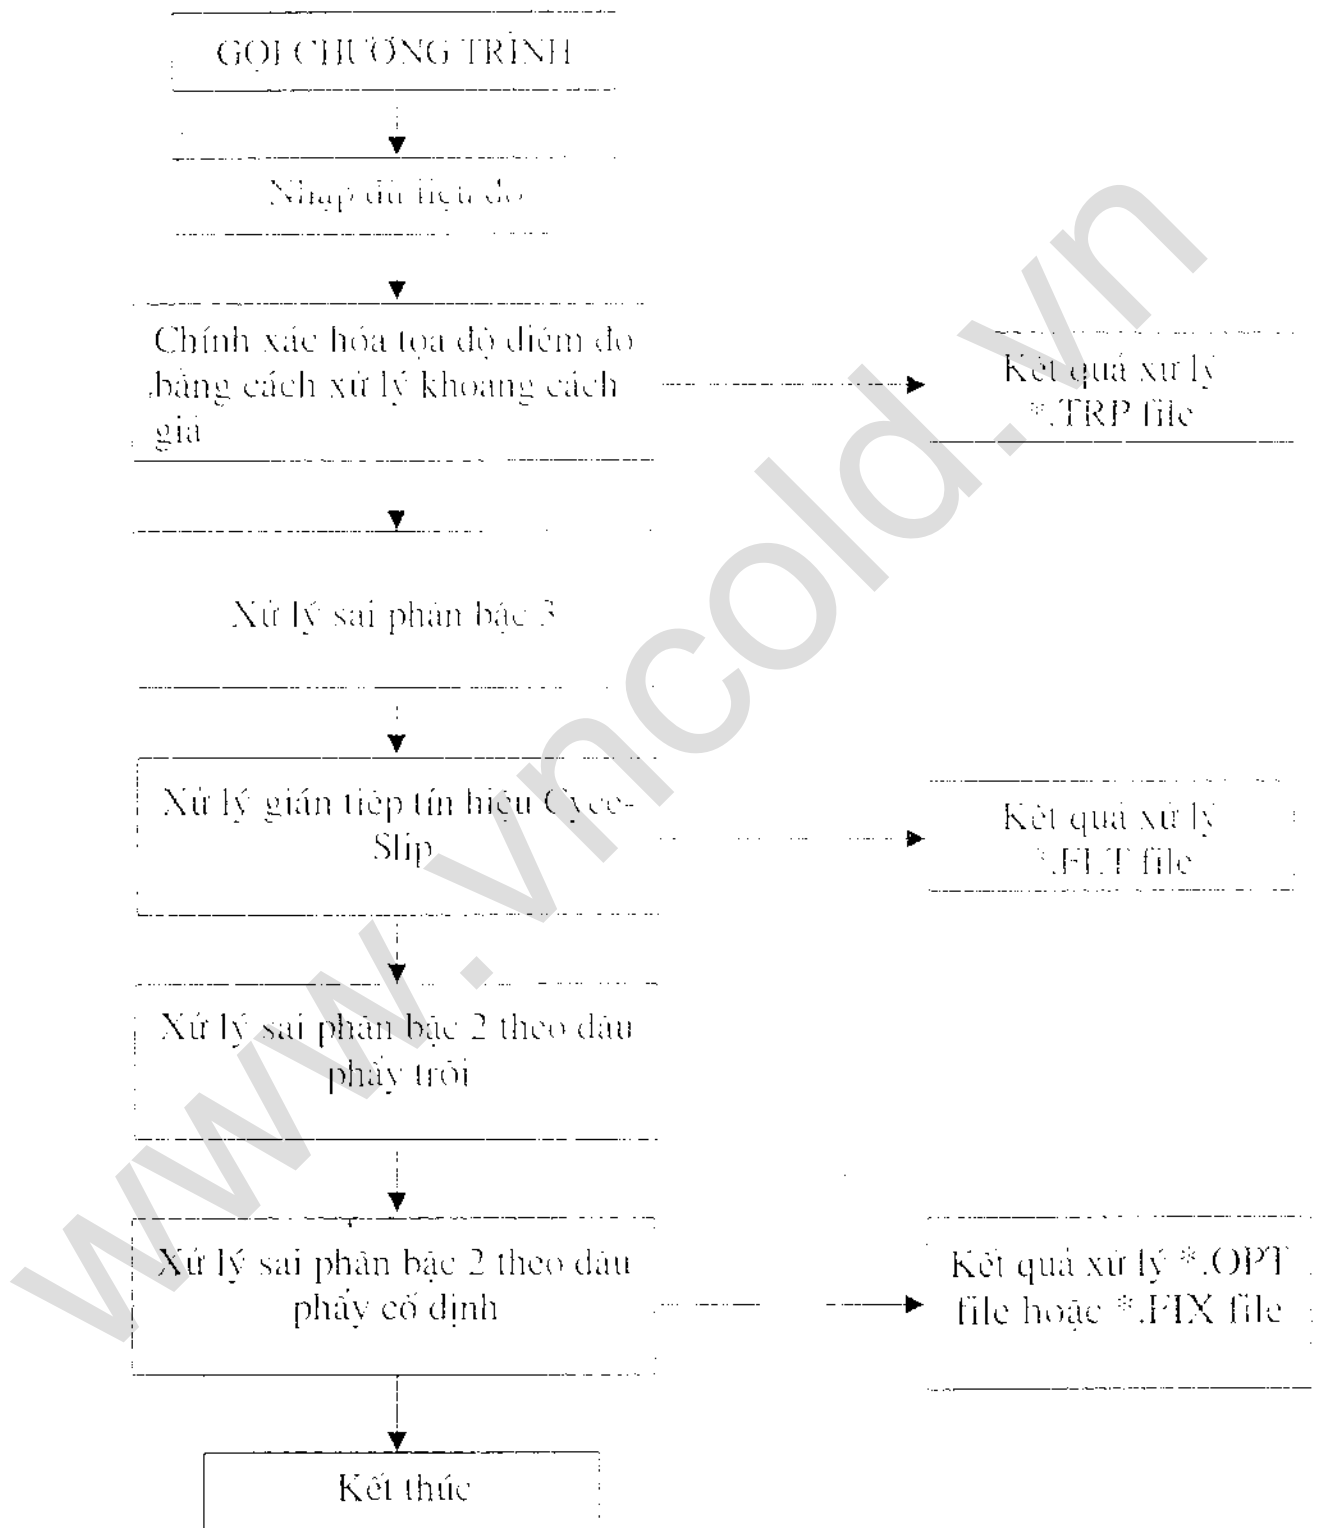 GỌI CHƯƠNG TRÌNH
Nhập dữ liệu đo
Chính xác hóa tọa độ điểm đo
bằng cách xử lý khoảng cách
giả
Kết quả xử lý
*.TRP file
Xử lý sai phân bậc 3
Xử lý gián tiếp tín hiệu Cyce-
Slip
Kết quả xử lý
*.FLT file
Xử lý sai phân bậc 2 theo dấu
phẩy trôi
Xử lý sai phân bậc 2 theo dấu
phẩy cố định
Kết quả xử lý *.OPT
file hoặc *.FIX file
Kết thúc
www.vncold.vn